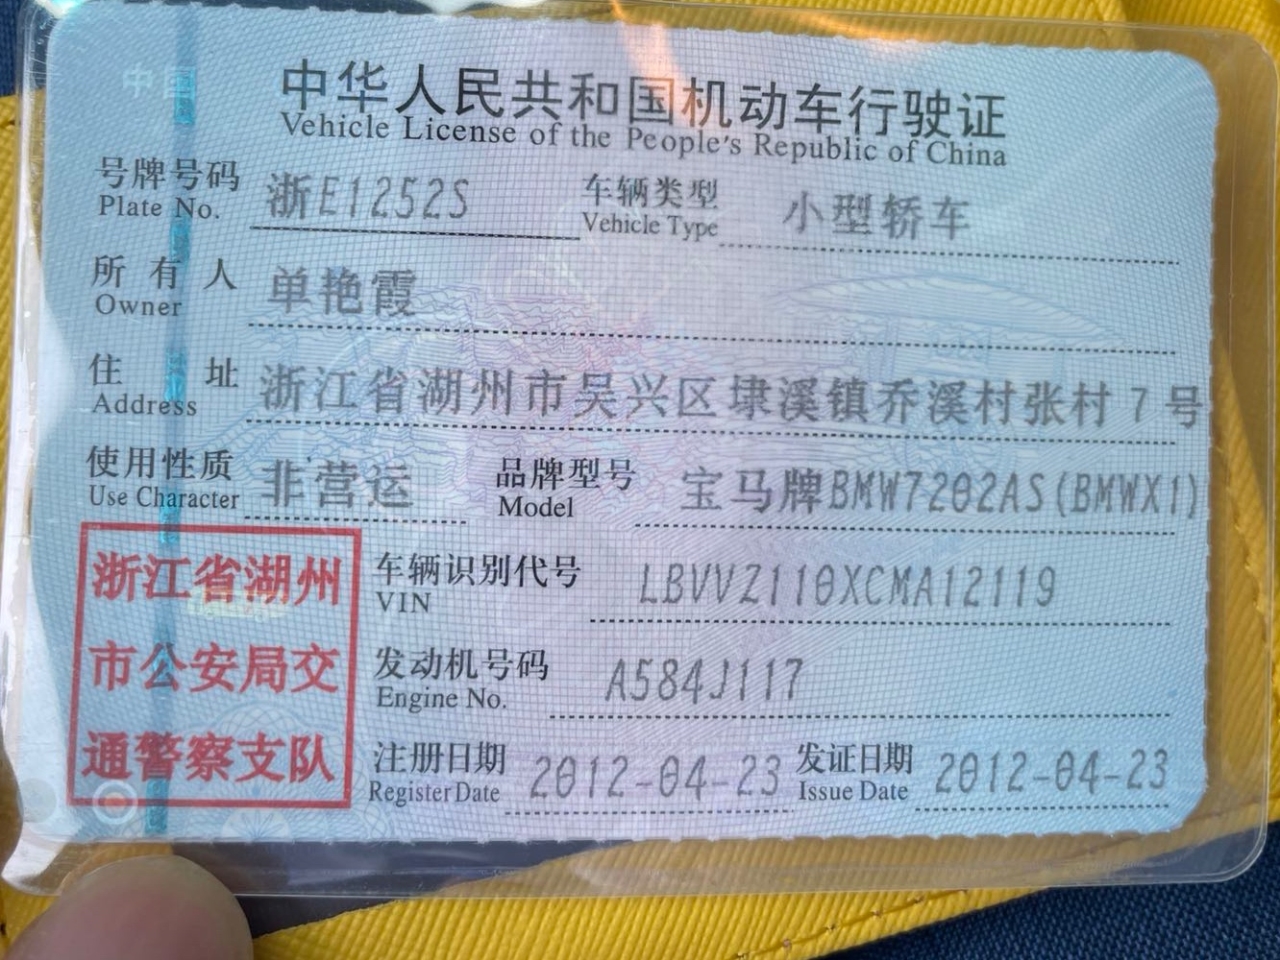 中国
中华人民共和国机动车行驶证
Vehicle License of the People's Republic of China
号牌号码 浙E1252S 车辆类型 小型轿车
Plate No. Vehicle Type
所有人 单艳霞
Owner
住址 浙江省湖州市吴兴区埭溪镇乔溪村张村7号
Address
使用性质 非营运 品牌型号 宝马牌BMW7202AS(BMWX1)
Use Character Model
浙江省湖州
市公安局交
通警察支队
车辆识别代号 LBVVZ110XCMA12119
VIN
发动机号码 A584J117
Engine No.
注册日期 2012-04-23 发证日期 2012-04-23
Register Date Issue Date